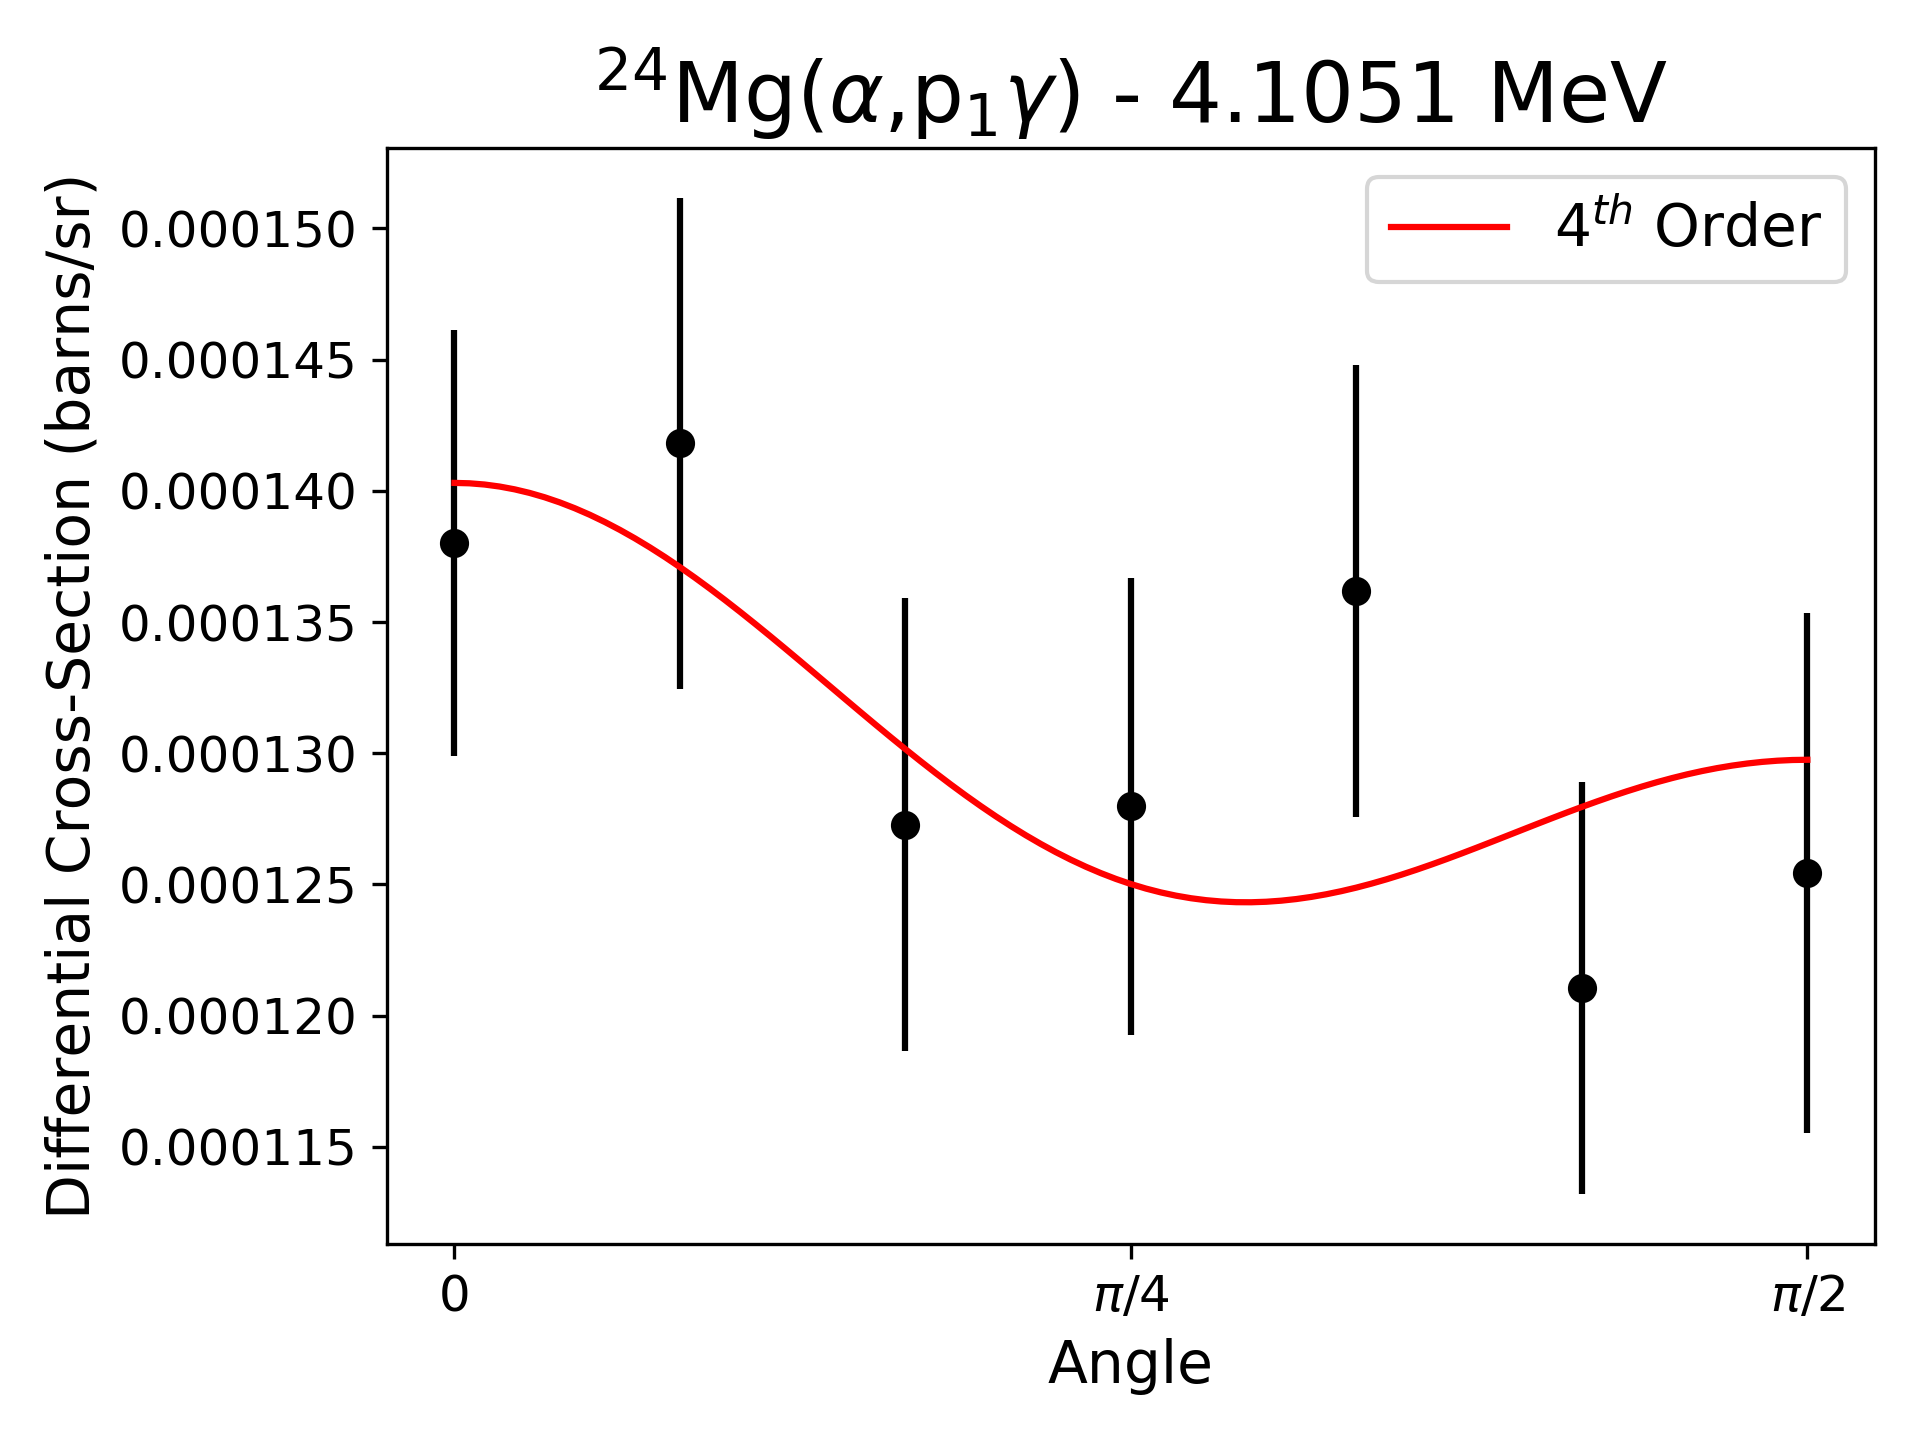 ²⁴Mg(α,p₁γ) - 4.1051 MeV
4ᵗʰ Order
Differential Cross-Section (barns/sr)
0.000150
0.000145
0.000140
0.000135
0.000130
0.000125
0.000120
0.000115
0 π/4 π/2
Angle